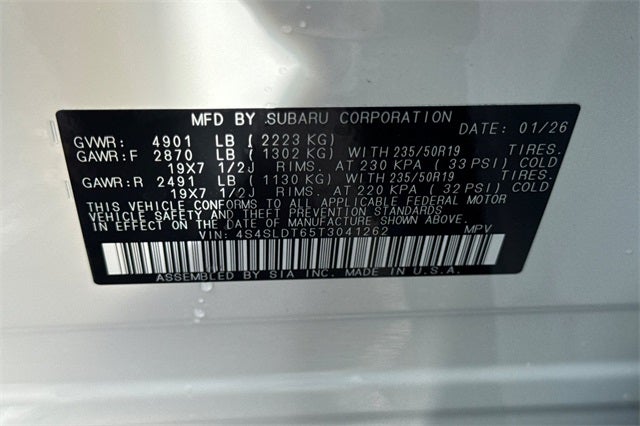 MFD BY SUBARU CORPORATION
DATE: 01/26
GVWR: 4901 LB ( 2223 KG)
GAWR:F 2870 LB ( 1302 KG) WITH 235/50R19 TIRES.
19X7 1/2J RIMS. AT 230 KPA ( 33 PSI) COLD
GAWR:R 2491 LB ( 1130 KG) WITH 235/50R19 TIRES.
19X7 1/2J RIMS. AT 220 KPA ( 32 PSI) COLD
THIS VEHICLE CONFORMS TO ALL APPLICABLE FEDERAL MOTOR
VEHICLE SAFETY AND THEFT PREVENTION STANDARDS
IN EFFECT ON THE DATE OF MANUFACTURE SHOWN ABOVE.
VIN: 4S4SLDT65T3041262 MPV
ASSEMBLED BY SIA INC. MADE IN U.S.A.